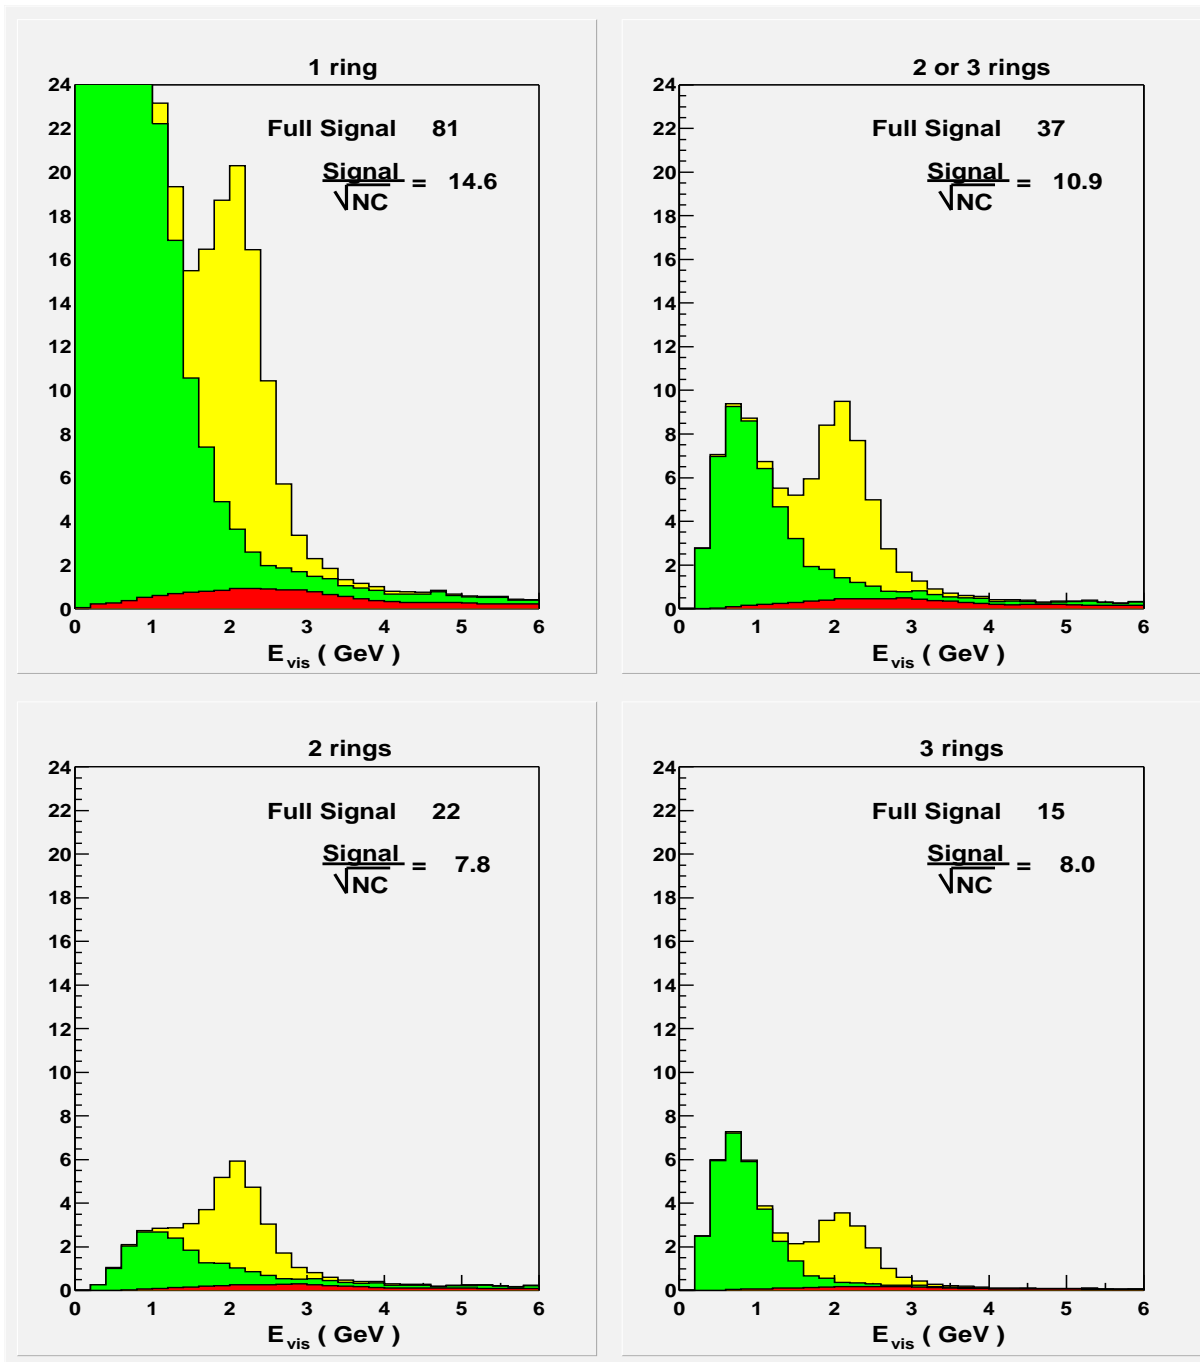 1 ring
24
22
20
18
16
14
12
10
8
6
4
2
0
Full Signal 81
Signal
√NC = 14.6
0 1 2 3 4 5 6
E vis ( GeV )
2 or 3 rings
24
22
20
18
16
14
12
10
8
6
4
2
0
Full Signal 37
Signal
√NC = 10.9
0 1 2 3 4 5 6
E vis ( GeV )
2 rings
24
22
20
18
16
14
12
10
8
6
4
2
0
Full Signal 22
Signal
√NC = 7.8
0 1 2 3 4 5 6
E vis ( GeV )
3 rings
24
22
20
18
16
14
12
10
8
6
4
2
0
Full Signal 15
Signal
√NC = 8.0
0 1 2 3 4 5 6
E vis ( GeV )